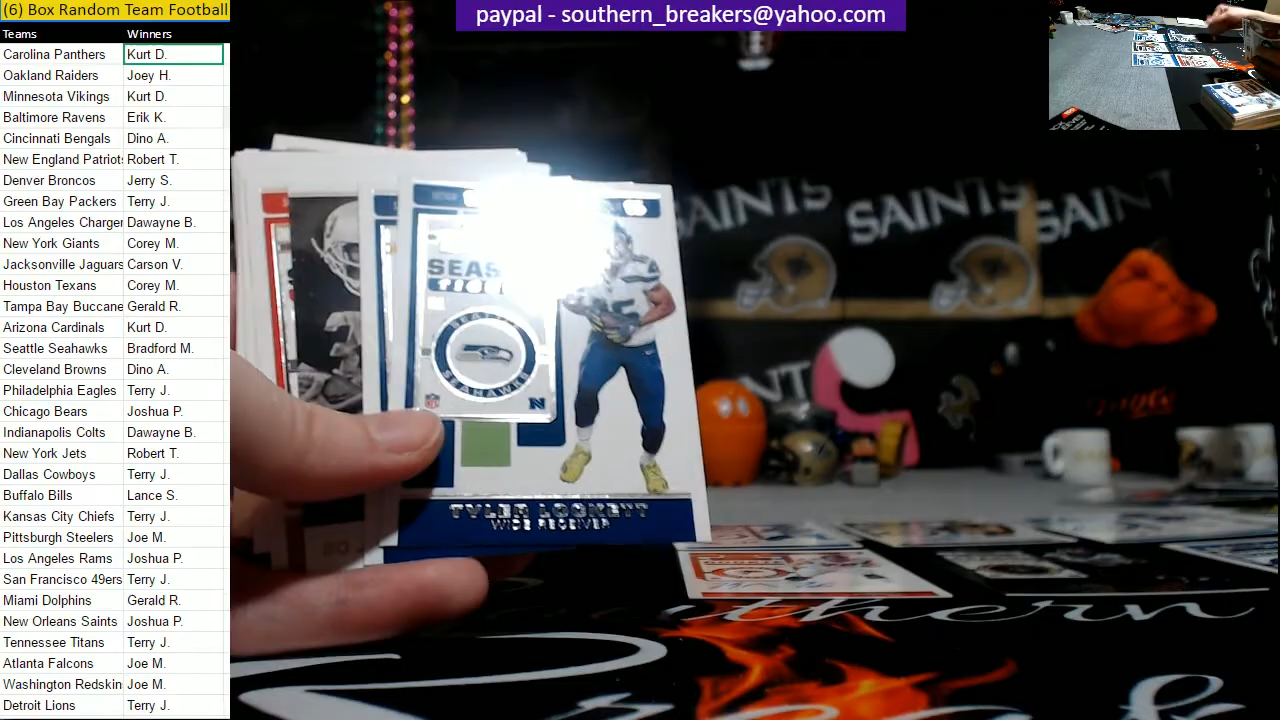 (6) Box Random Team Football
Teams Winners
Carolina Panthers Kurt D.
Oakland Raiders Joey H.
Minnesota Vikings Kurt D.
Baltimore Ravens Erik K.
Cincinnati Bengals Dino A.
New England Patriots Robert T.
Denver Broncos Jerry S.
Green Bay Packers Terry J.
Los Angeles Charger Dawayne B.
New York Giants Corey M.
Jacksonville Jaguars Carson V.
Houston Texans Corey M.
Tampa Bay Buccane Gerald R.
Arizona Cardinals Kurt D.
Seattle Seahawks Bradford M.
Cleveland Browns Dino A.
Philadelphia Eagles Terry J.
Chicago Bears Joshua P.
Indianapolis Colts Dawayne B.
New York Jets Robert T.
Dallas Cowboys Terry J.
Buffalo Bills Lance S.
Kansas City Chiefs Terry J.
Pittsburgh Steelers Joe M.
Los Angeles Rams Joshua P.
San Francisco 49ers Terry J.
Miami Dolphins Gerald R.
New Orleans Saints Joshua P.
Tennessee Titans Terry J.
Atlanta Falcons Joe M.
Washington Redskin Joe M.
Detroit Lions Terry J.
paypal - southern_breakers@yahoo.com
SAINTS SAINTS SAIN
SEAS
SEAHAWKS
N
TYLER LOCKETT
WIDE RECEIVER